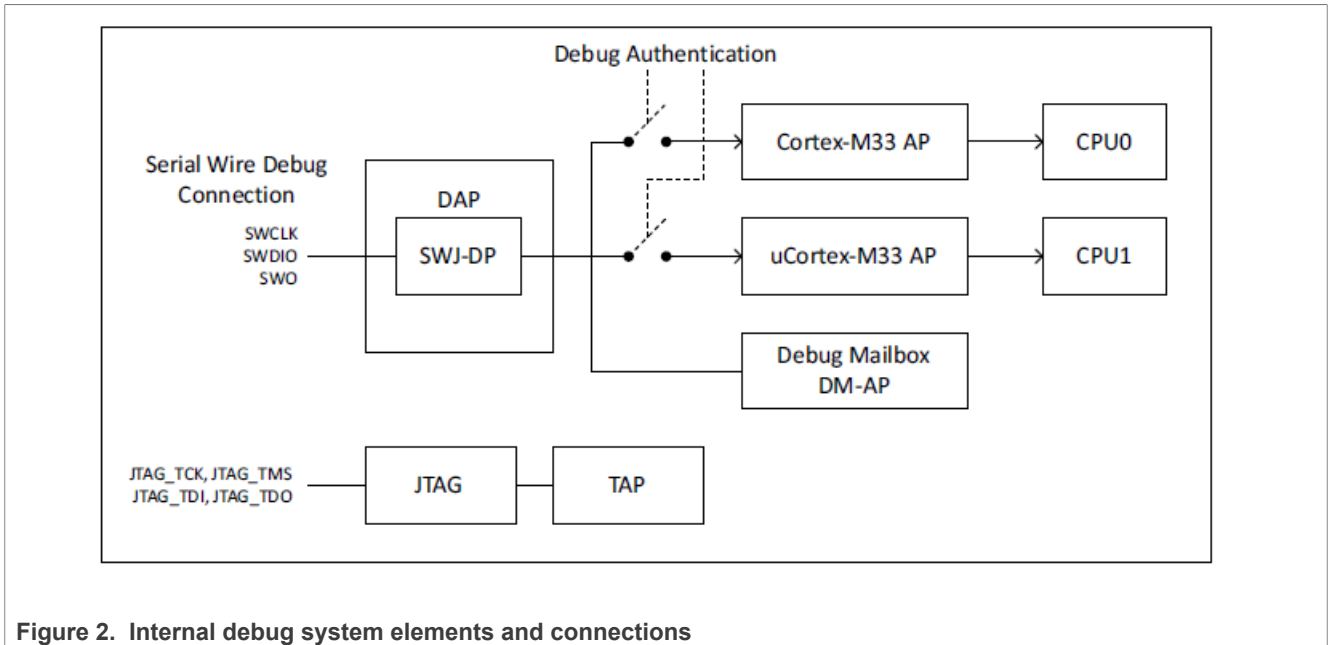 Debug Authentication
Cortex-M33 AP
CPU0
Serial Wire Debug
Connection
DAP
SWCLK
SWDIO
SWO
SWJ-DP
uCortex-M33 AP
CPU1
Debug Mailbox
DM-AP
JTAG_TCK, JTAG_TMS
JTAG_TDI, JTAG_TDO
JTAG
TAP
Figure 2. Internal debug system elements and connections